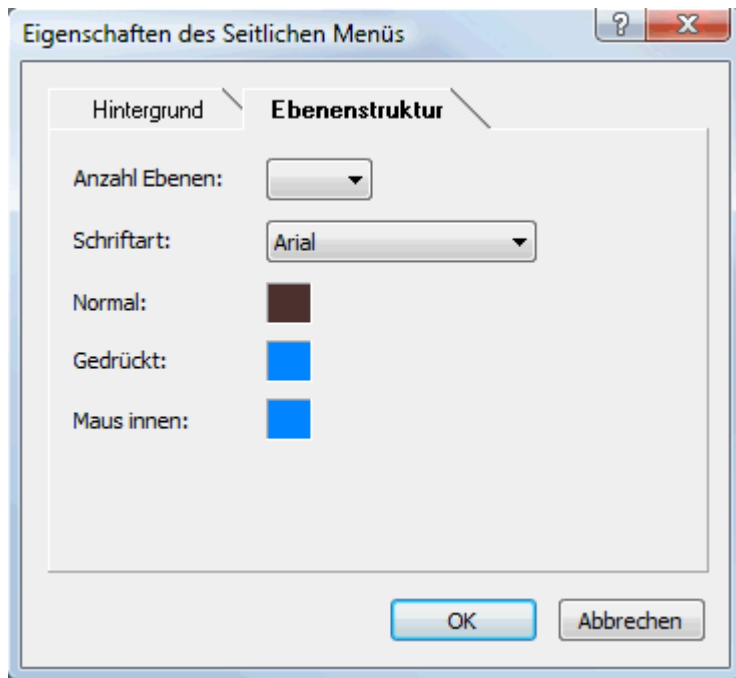 Eigenschaften des Seitlichen Menüs
Hintergrund
Ebenenstruktur
Anzahl Ebenen:
Schriftart:
Arial
Normal:
Gedrückt:
Maus innen:
OK
Abbrechen